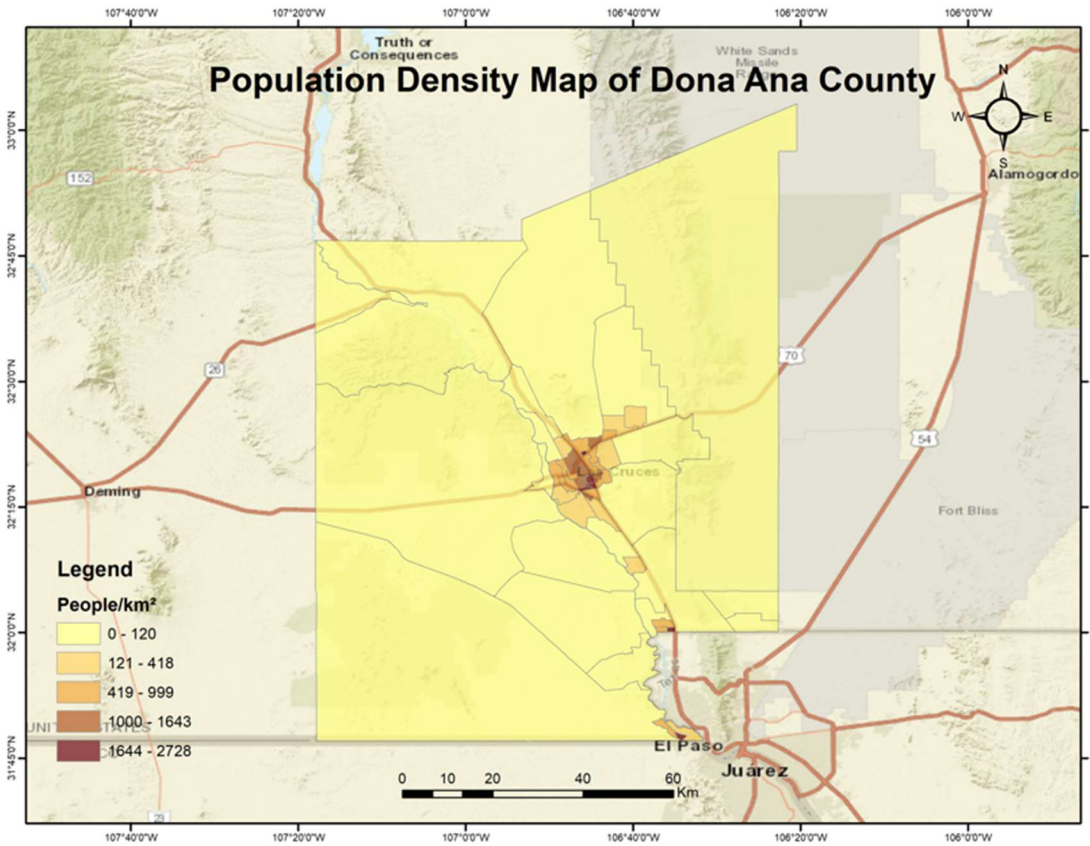 107°40'0"W 107°20'0"W 107°0'0"W 106°40'0"W 106°20'0"W 106°0'0"W
Truth or
Consequences
White Sands
Missile
Population Density Map of Dona Ana County
N
W E
S
33°0'0"N
152
Alamogordo
32°45'0"N
70
26
32°30'0"N
54
Las Cruces
Deming
32°15'0"N
Fort Bliss
Legend
People/km²
0 - 120
32°0'0"N
121 - 418
419 - 999
1000 - 1643
1644 - 2728
31°45'0"N
El Paso
Juárez
0 10 20 40 60
Km
107°40'0"W 107°20'0"W 107°0'0"W 106°40'0"W 106°20'0"W 106°0'0"W